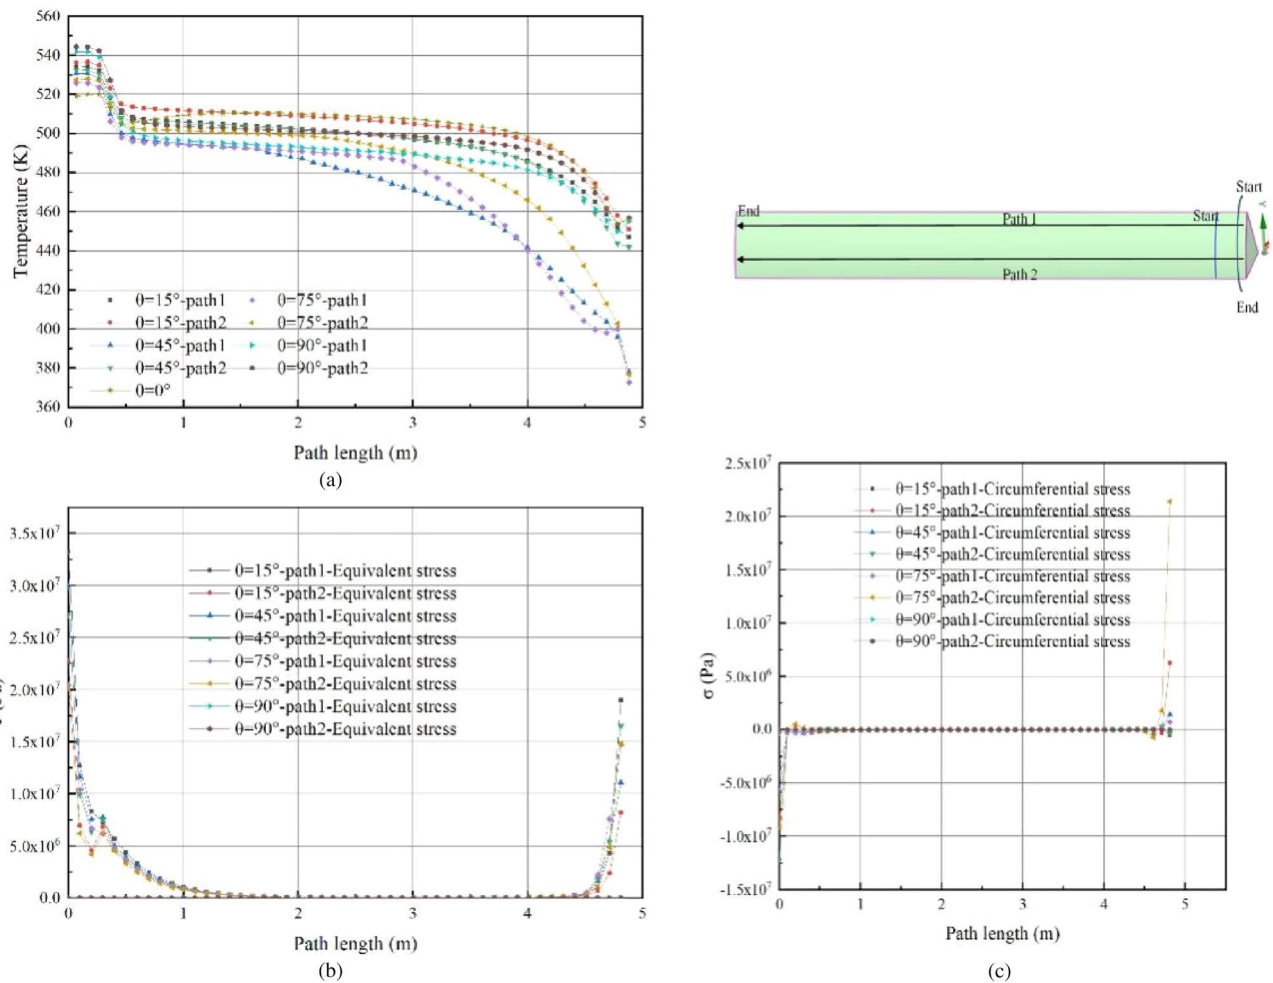 560
540
520
500
480
460
440
420
400
380
360
Temperature (K)
θ=15°-path1
θ=15°-path2
θ=45°-path1
θ=45°-path2
θ=0°
θ=75°-path1
θ=75°-path2
θ=90°-path1
θ=90°-path2
0 1 2 3 4 5
Path length (m)
(a)
End
Path 1
Start
Start
Path 2
End
3.5x10⁷
3.0x10⁷
2.5x10⁷
2.0x10⁷
1.5x10⁷
1.0x10⁷
5.0x10⁶
0.0
θ=15°-path1-Equivalent stress
θ=15°-path2-Equivalent stress
θ=45°-path1-Equivalent stress
θ=45°-path2-Equivalent stress
θ=75°-path1-Equivalent stress
θ=75°-path2-Equivalent stress
θ=90°-path1-Equivalent stress
θ=90°-path2-Equivalent stress
0 1 2 3 4 5
Path length (m)
(b)
2.5x10⁷
2.0x10⁷
1.5x10⁷
1.0x10⁷
5.0x10⁶
0.0
-5.0x10⁶
-1.0x10⁷
-1.5x10⁷
σ (Pa)
θ=15°-path1-Circumferential stress
θ=15°-path2-Circumferential stress
θ=45°-path1-Circumferential stress
θ=45°-path2-Circumferential stress
θ=75°-path1-Circumferential stress
θ=75°-path2-Circumferential stress
θ=90°-path1-Circumferential stress
θ=90°-path2-Circumferential stress
0 1 2 3 4 5
Path length (m)
(c)